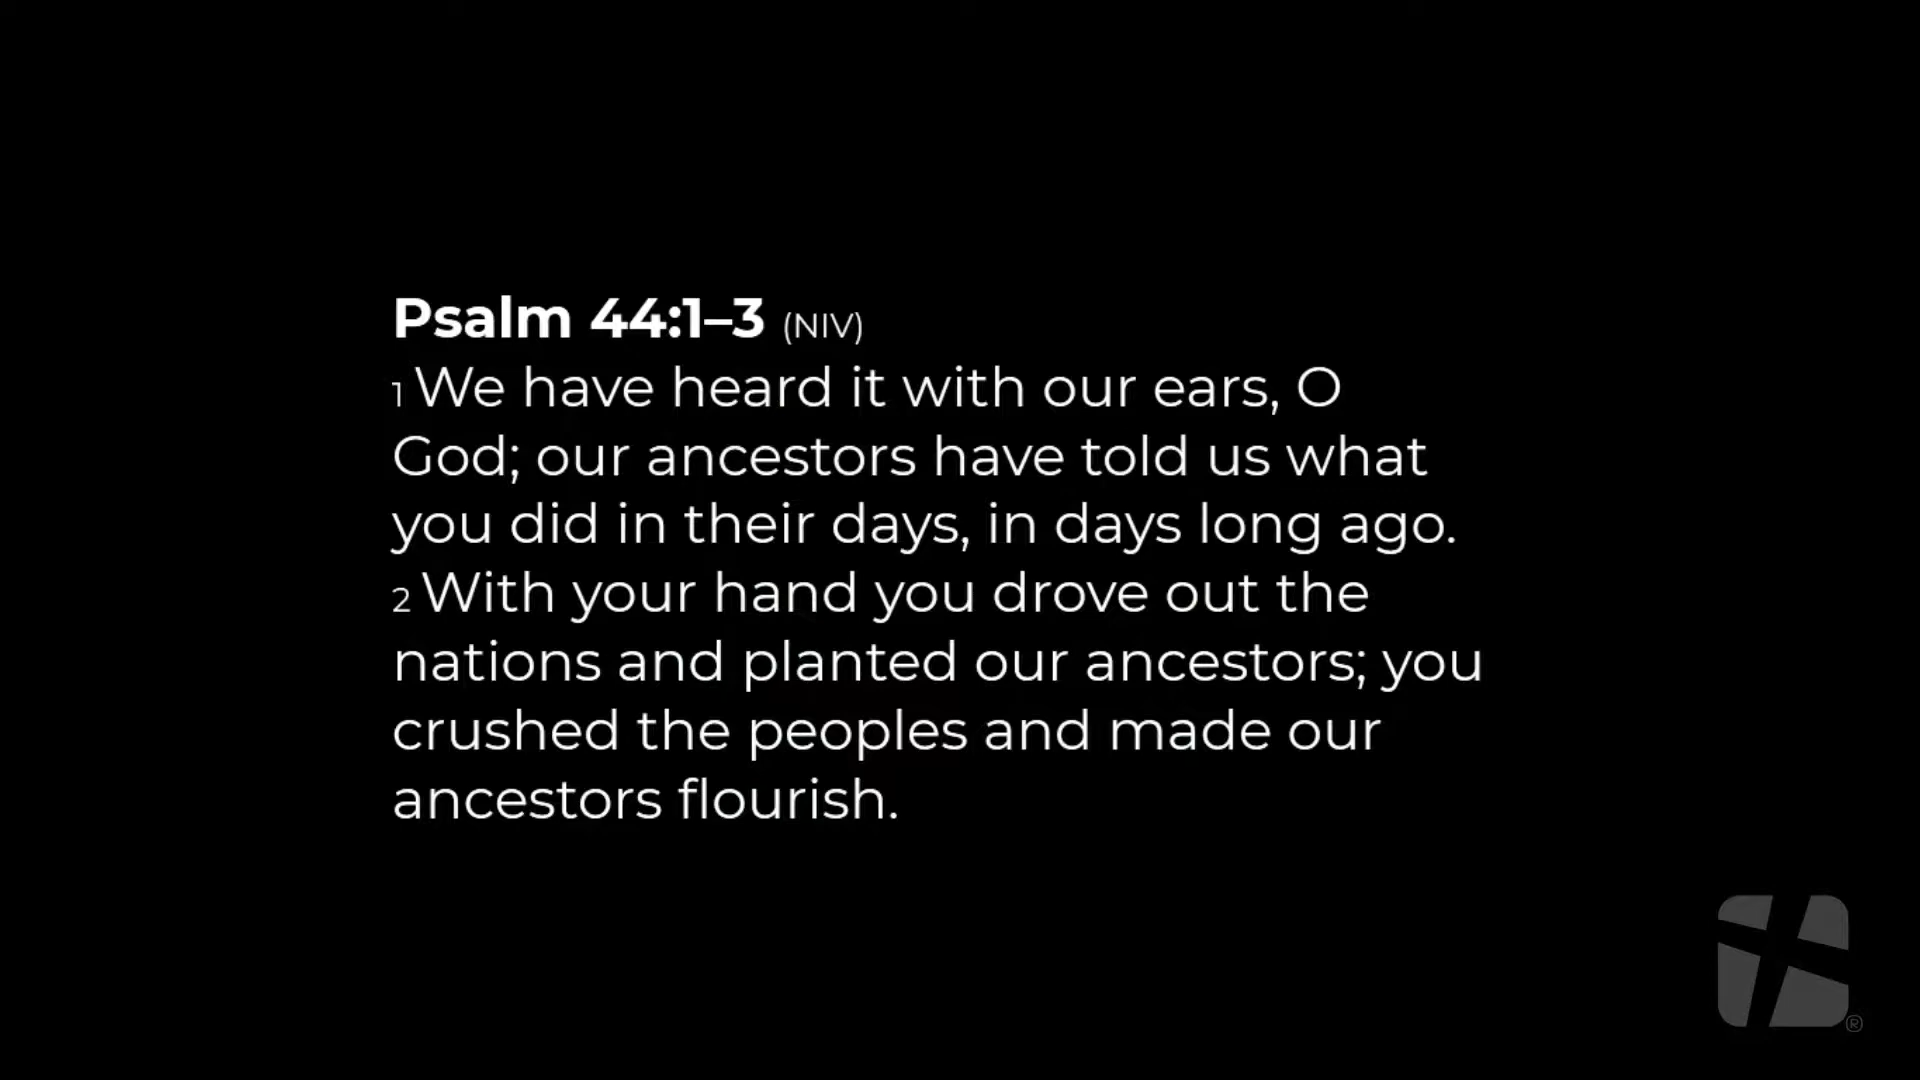 Psalm 44:1–3 (NIV)
1 We have heard it with our ears, O
God; our ancestors have told us what
you did in their days, in days long ago.
2 With your hand you drove out the
nations and planted our ancestors; you
crushed the peoples and made our
ancestors flourish.
®